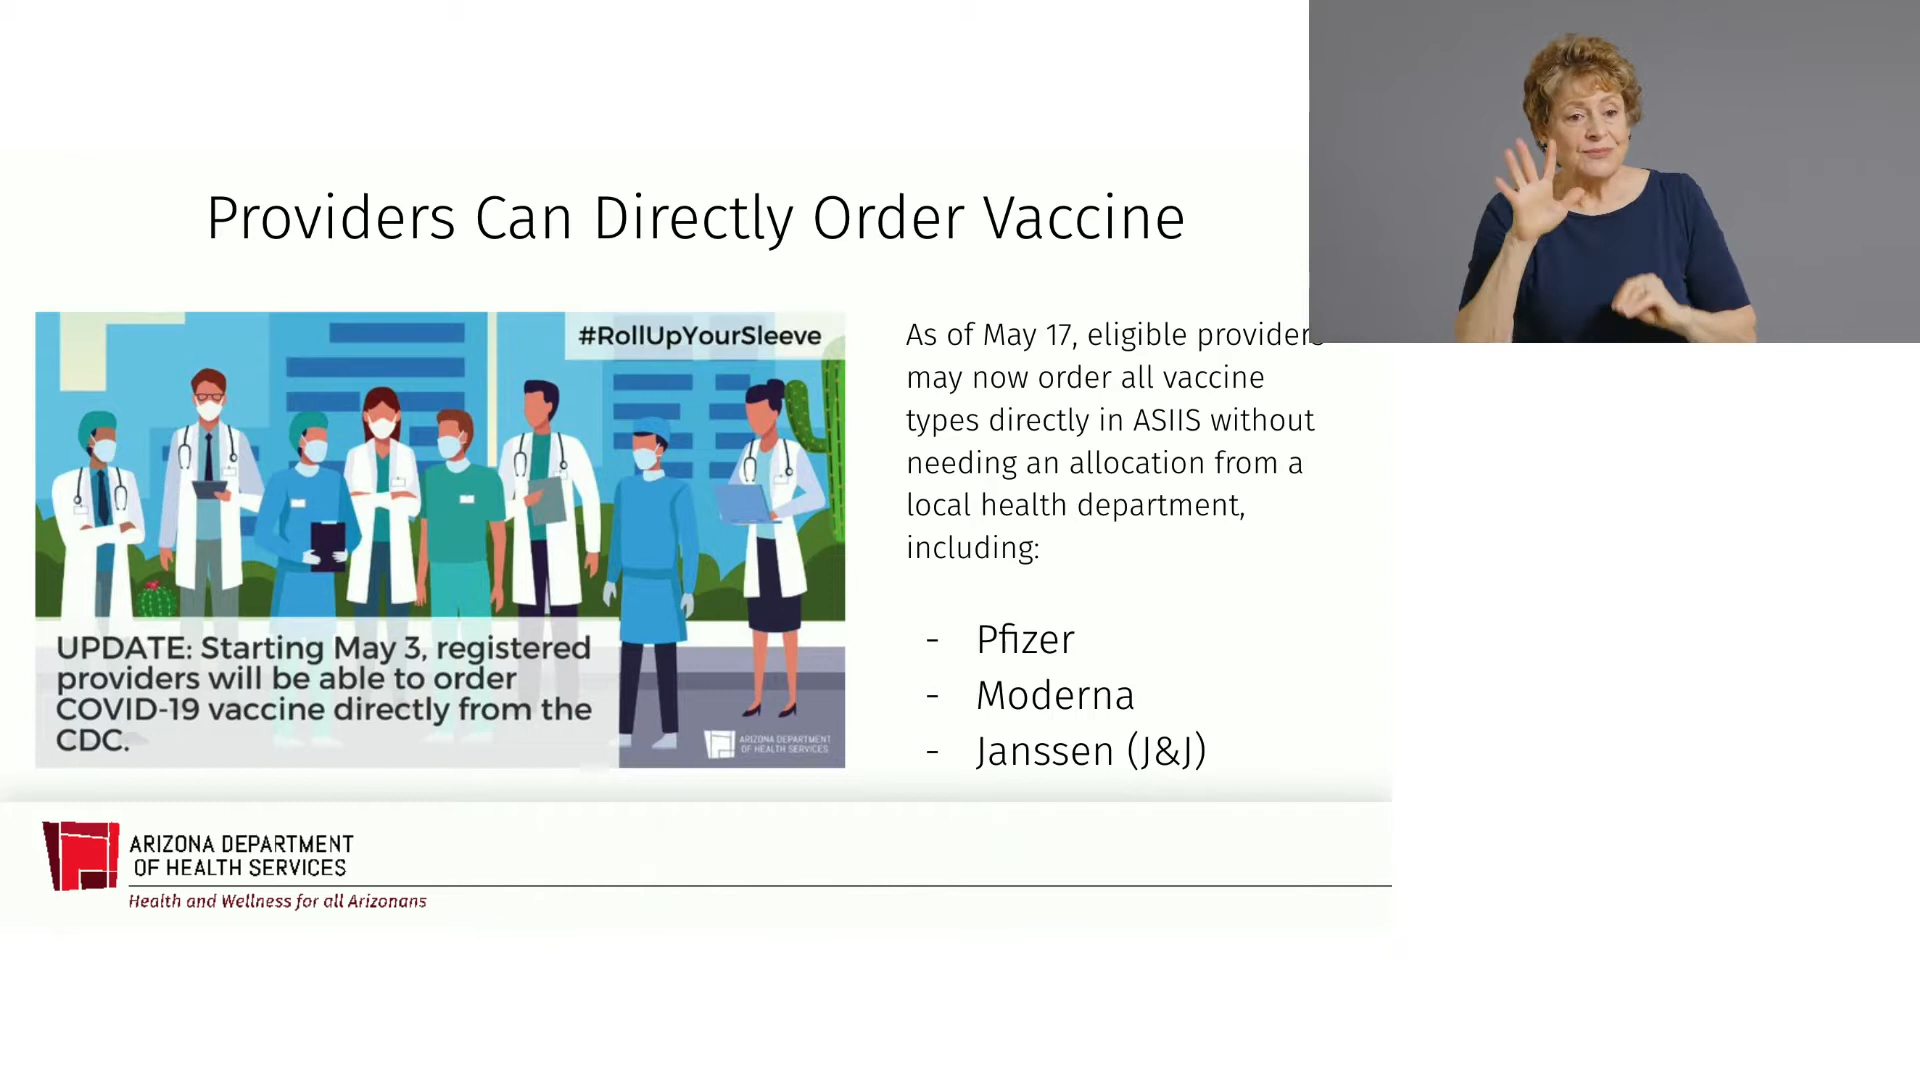 Providers Can Directly Order Vaccine
#RollUpYourSleeve
UPDATE: Starting May 3, registered
providers will be able to order
COVID-19 vaccine directly from the
CDC.
ARIZONA DEPARTMENT
OF HEALTH SERVICES
As of May 17, eligible providers
may now order all vaccine
types directly in ASIIS without
needing an allocation from a
local health department,
including:
- Pfizer
- Moderna
- Janssen (J&J)
ARIZONA DEPARTMENT
OF HEALTH SERVICES
Health and Wellness for all Arizonans